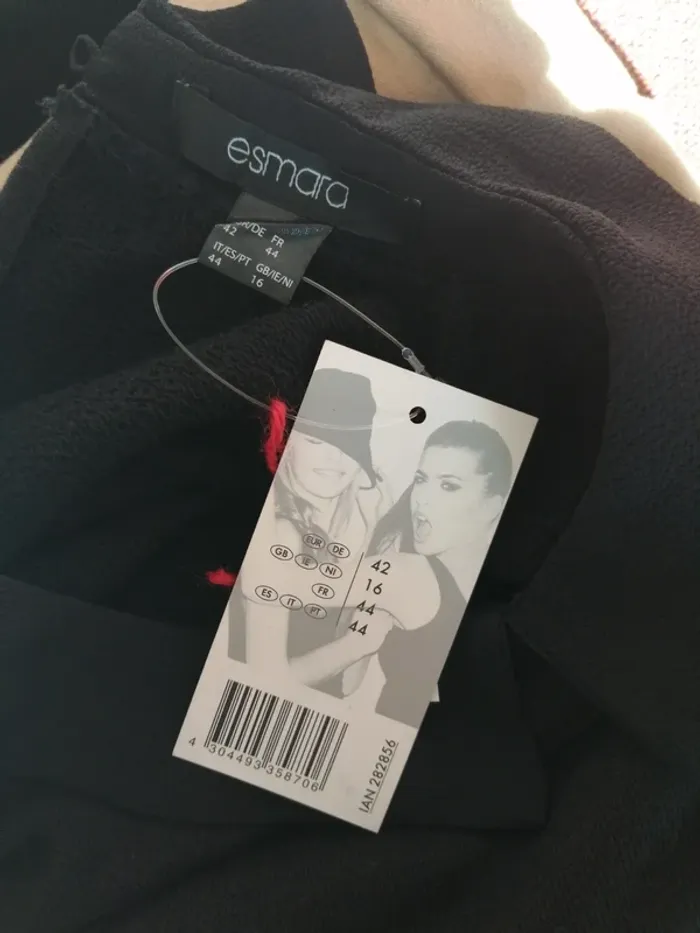 esmara
/DE FR
42 44
IT/ES/PT GB/IE/NI
44 16
EUR DE
42
GB IE NI
16
FR
44
ES IT PT
44
4 304493 358706
IAN 282856